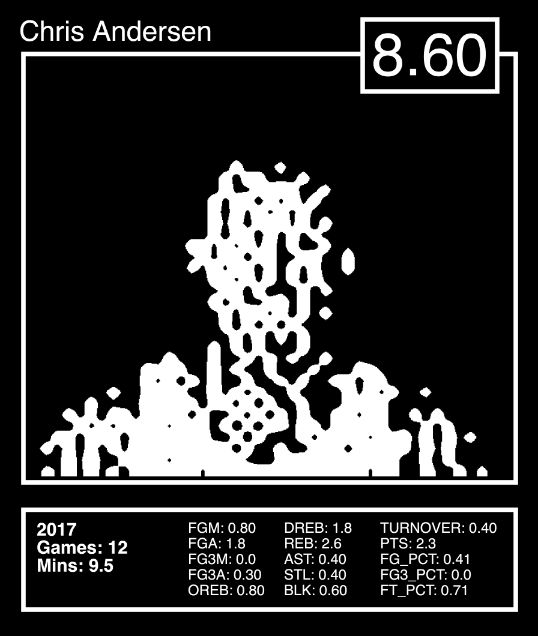 Chris Andersen
8.60
2017
Games: 12
Mins: 9.5
FGM: 0.80
FGA: 1.8
FG3M: 0.0
FG3A: 0.30
OREB: 0.80
DREB: 1.8
REB: 2.6
AST: 0.40
STL: 0.40
BLK: 0.60
TURNOVER: 0.40
PTS: 2.3
FG_PCT: 0.41
FG3_PCT: 0.0
FT_PCT: 0.71